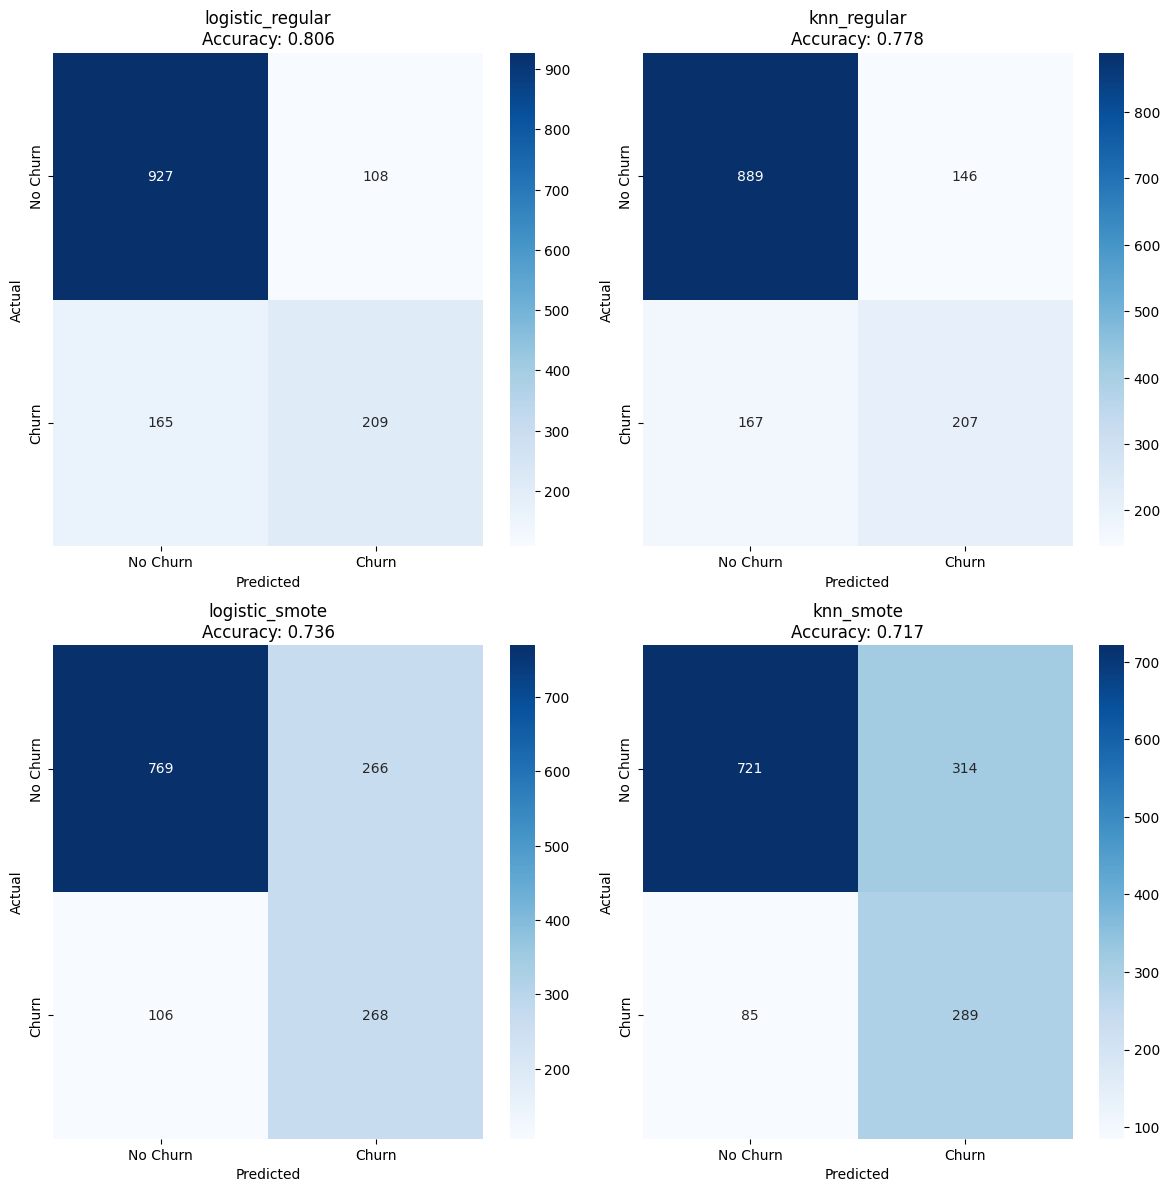 logistic_regular
Accuracy: 0.806
No Churn
Churn
Actual
927
108
165
209
No Churn
Churn
Predicted
900
800
700
600
500
400
300
200
knn_regular
Accuracy: 0.778
No Churn
Churn
Actual
889
146
167
207
No Churn
Churn
Predicted
800
700
600
500
400
300
200
logistic_smote
Accuracy: 0.736
No Churn
Churn
Actual
769
266
106
268
No Churn
Churn
Predicted
700
600
500
400
300
200
knn_smote
Accuracy: 0.717
No Churn
Churn
Actual
721
314
85
289
No Churn
Churn
Predicted
700
600
500
400
300
200
100